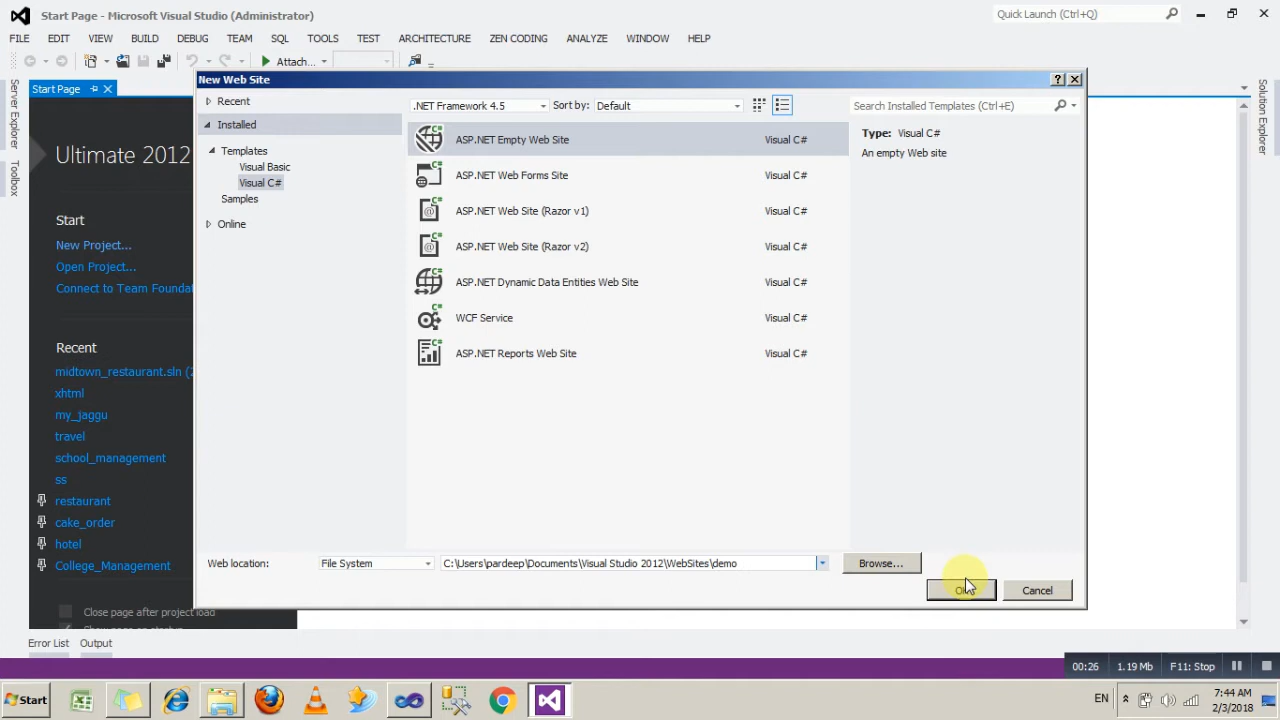 Start Page - Microsoft Visual Studio (Administrator)
Quick Launch (Ctrl+Q)
FILE EDIT VIEW BUILD DEBUG TEAM SQL TOOLS TEST ARCHITECTURE ZEN CODING ANALYZE WINDOW HELP
Attach...
New Web Site
Start Page
Server Explorer
Toolbox
Solution Explorer
Recent
.NET Framework 4.5
Sort by: Default
Search Installed Templates (Ctrl+E)
Installed
Templates
Visual Basic
Visual C#
Samples
Online
ASP.NET Empty Web Site Visual C#
ASP.NET Web Forms Site Visual C#
ASP.NET Web Site (Razor v1) Visual C#
ASP.NET Web Site (Razor v2) Visual C#
ASP.NET Dynamic Data Entities Web Site Visual C#
WCF Service Visual C#
ASP.NET Reports Web Site Visual C#
Type: Visual C#
An empty Web site
Ultimate 2012
Start
New Project...
Open Project...
Connect to Team Founda
Recent
midtown_restaurant.sln
xhtml
my_jaggu
travel
school_management
ss
restaurant
cake_order
hotel
College_Management
Web location: File System C:\Users\pardeep\Documents\Visual Studio 2012\WebSites\demo Browse...
Cancel
Close page after project load
Error List Output
00:26 1.19 Mb F11: Stop
Start
EN
7:44 AM
2/3/2018